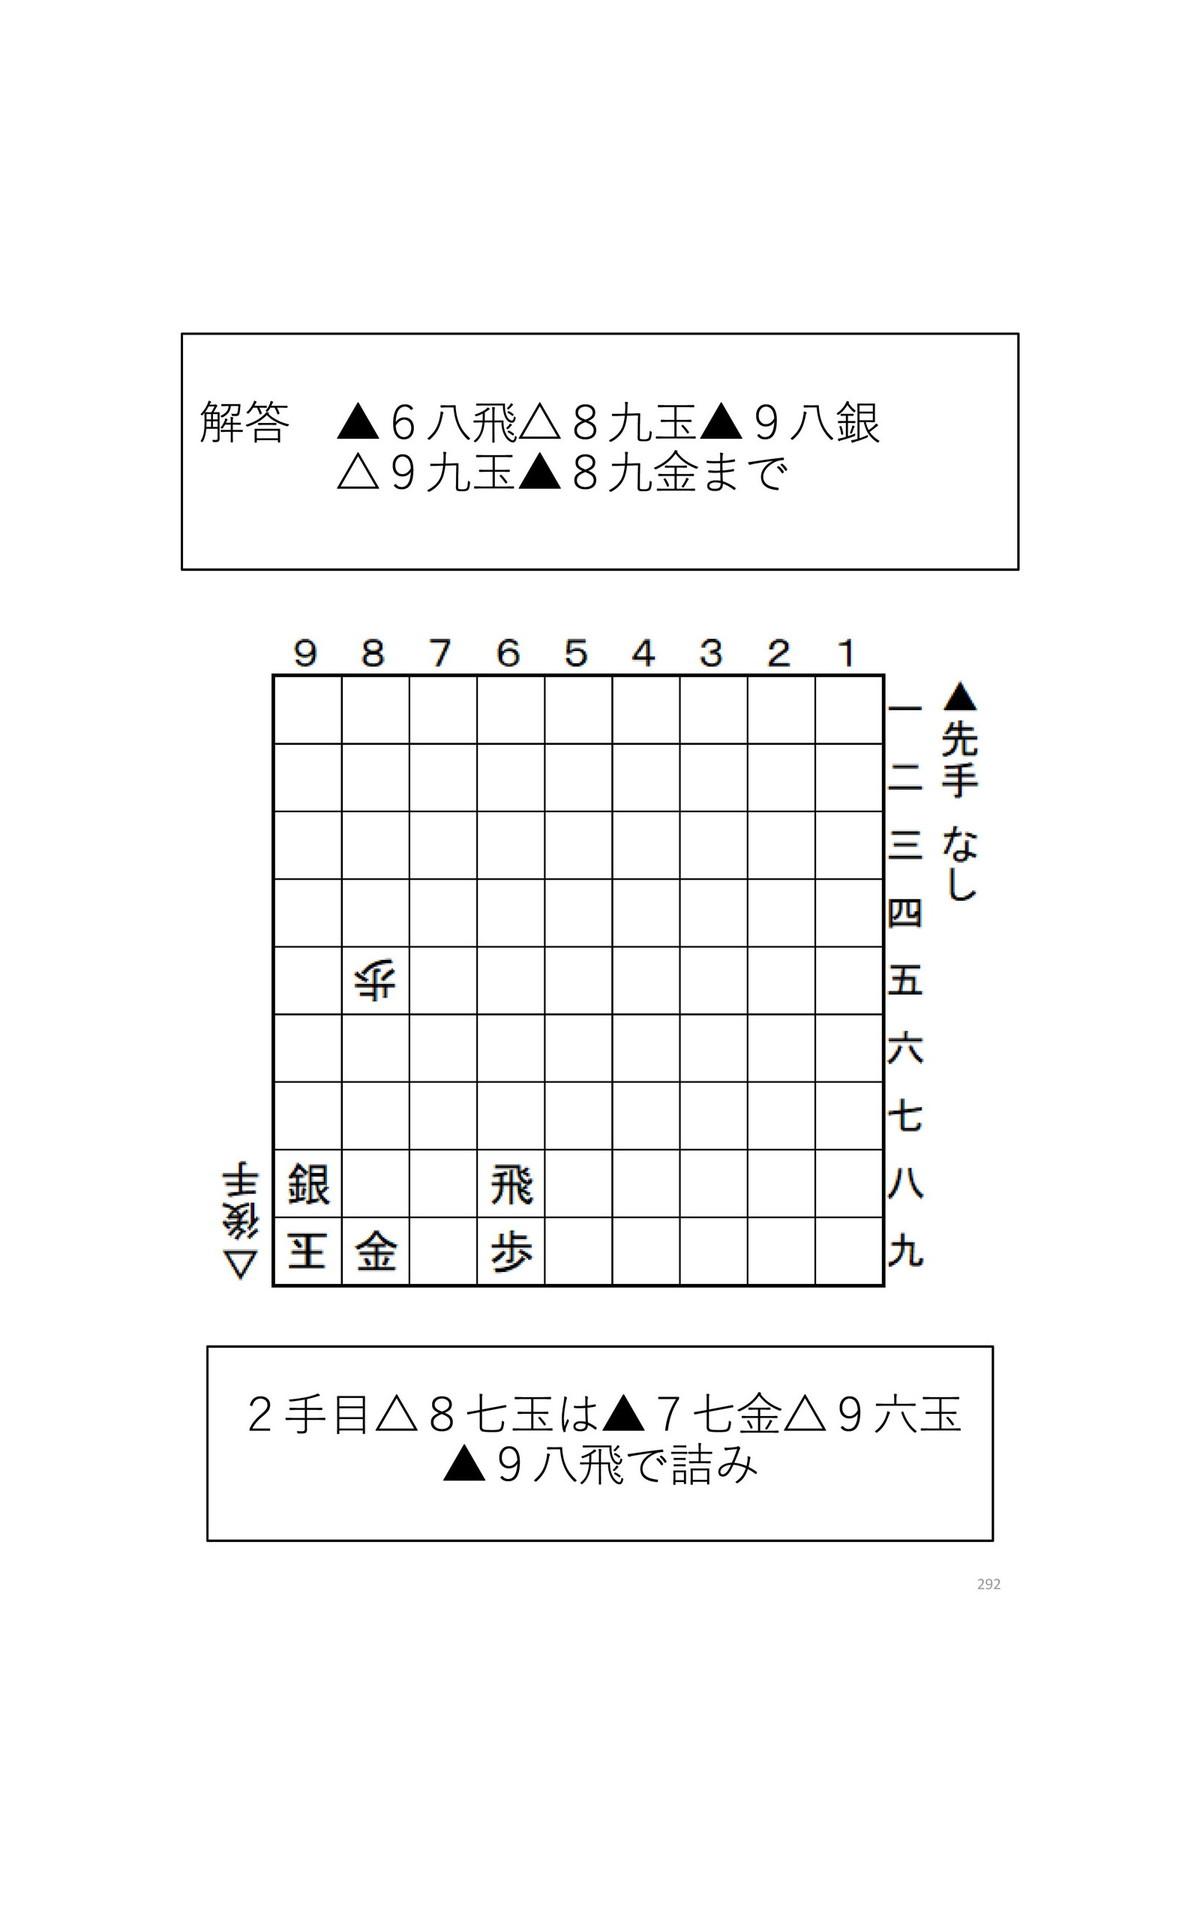 解答　▲６八飛△８九玉▲９八銀
△９九玉▲８九金まで
９ ８ ７ ６ ５ ４ ３ ２ １
一
二
三
四
五
六
七
八
九
▲先手 なし
△後手
歩
銀 飛
王 金 歩
２手目△８七玉は▲７七金△９六玉
▲９八飛で詰み
292